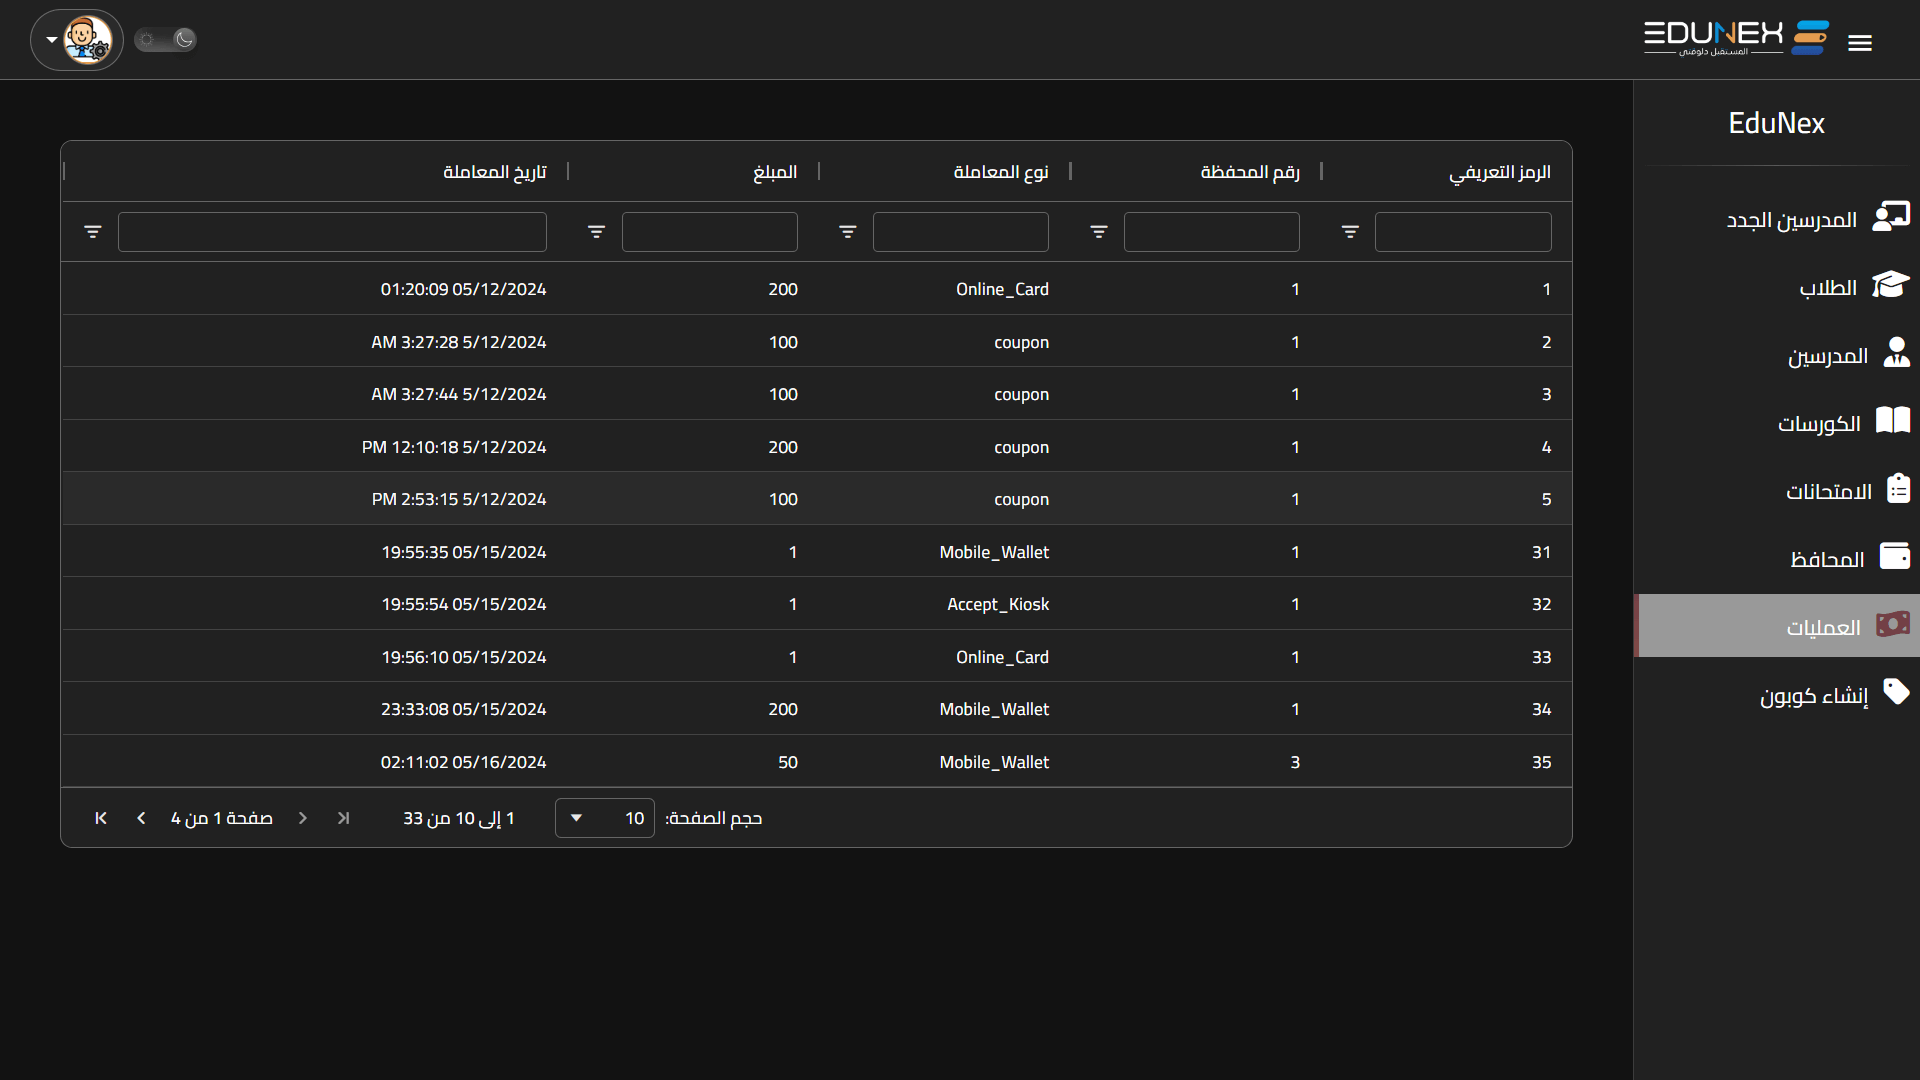 EDUNEX
المستقبل دلوقتي
EduNex
المدرسين الجدد
الطلاب
المدرسين
الكورسات
الامتحانات
المحافظ
العمليات
إنشاء كوبون
الرمز التعريفي رقم المحفظة نوع المعاملة المبلغ تاريخ المعاملة
1 1 Online_Card 200 01:20:09 05/12/2024
2 1 coupon 100 AM 3:27:28 5/12/2024
3 1 coupon 100 AM 3:27:44 5/12/2024
4 1 coupon 200 PM 12:10:18 5/12/2024
5 1 coupon 100 PM 2:53:15 5/12/2024
31 1 Mobile_Wallet 1 19:55:35 05/15/2024
32 1 Accept_Kiosk 1 19:55:54 05/15/2024
33 1 Online_Card 1 19:56:10 05/15/2024
34 1 Mobile_Wallet 200 23:33:08 05/15/2024
35 3 Mobile_Wallet 50 02:11:02 05/16/2024
حجم الصفحة: 10 1 إلى 10 من 33 صفحة 1 من 4